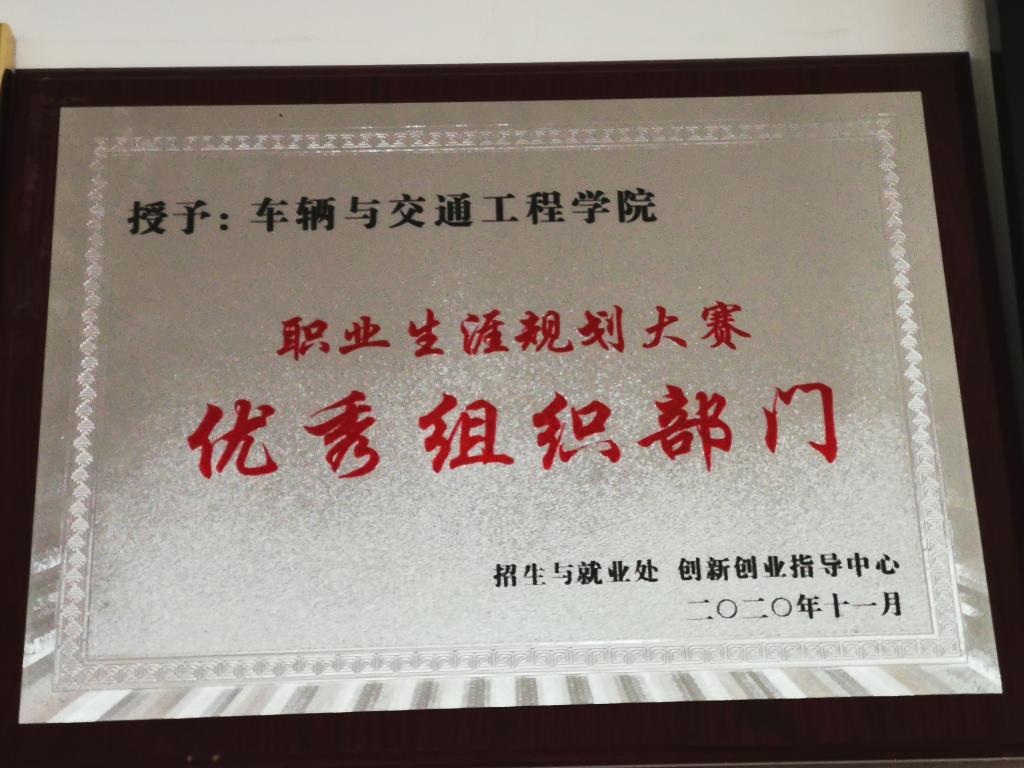 授予：车辆与交通工程学院
职业生涯规划大赛
优秀组织部门
招生与就业处 创新创业指导中心
二〇二〇年十一月